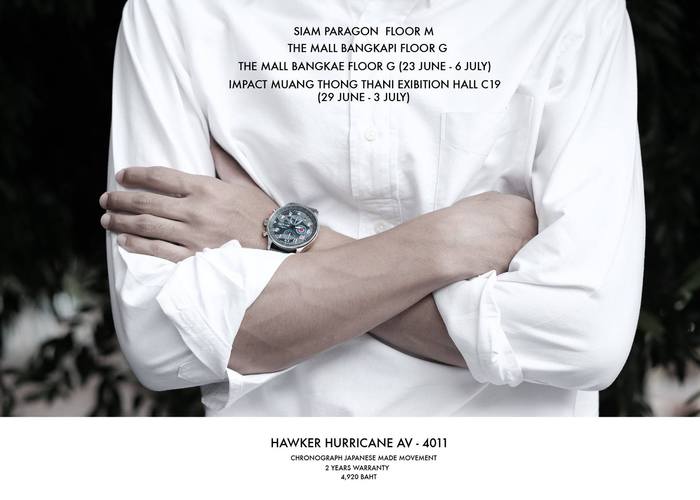 SIAM PARAGON FLOOR M
THE MALL BANGKAPI FLOOR G
THE MALL BANGKAE FLOOR G (23 JUNE - 6 JULY)
IMPACT MUANG THONG THANI EXIBITION HALL C19
(29 JUNE - 3 JULY)
HAWKER HURRICANE AV - 4011
CHRONOGRAPH JAPANESE MADE MOVEMENT
2 YEARS WARRANTY
4,920 BAHT